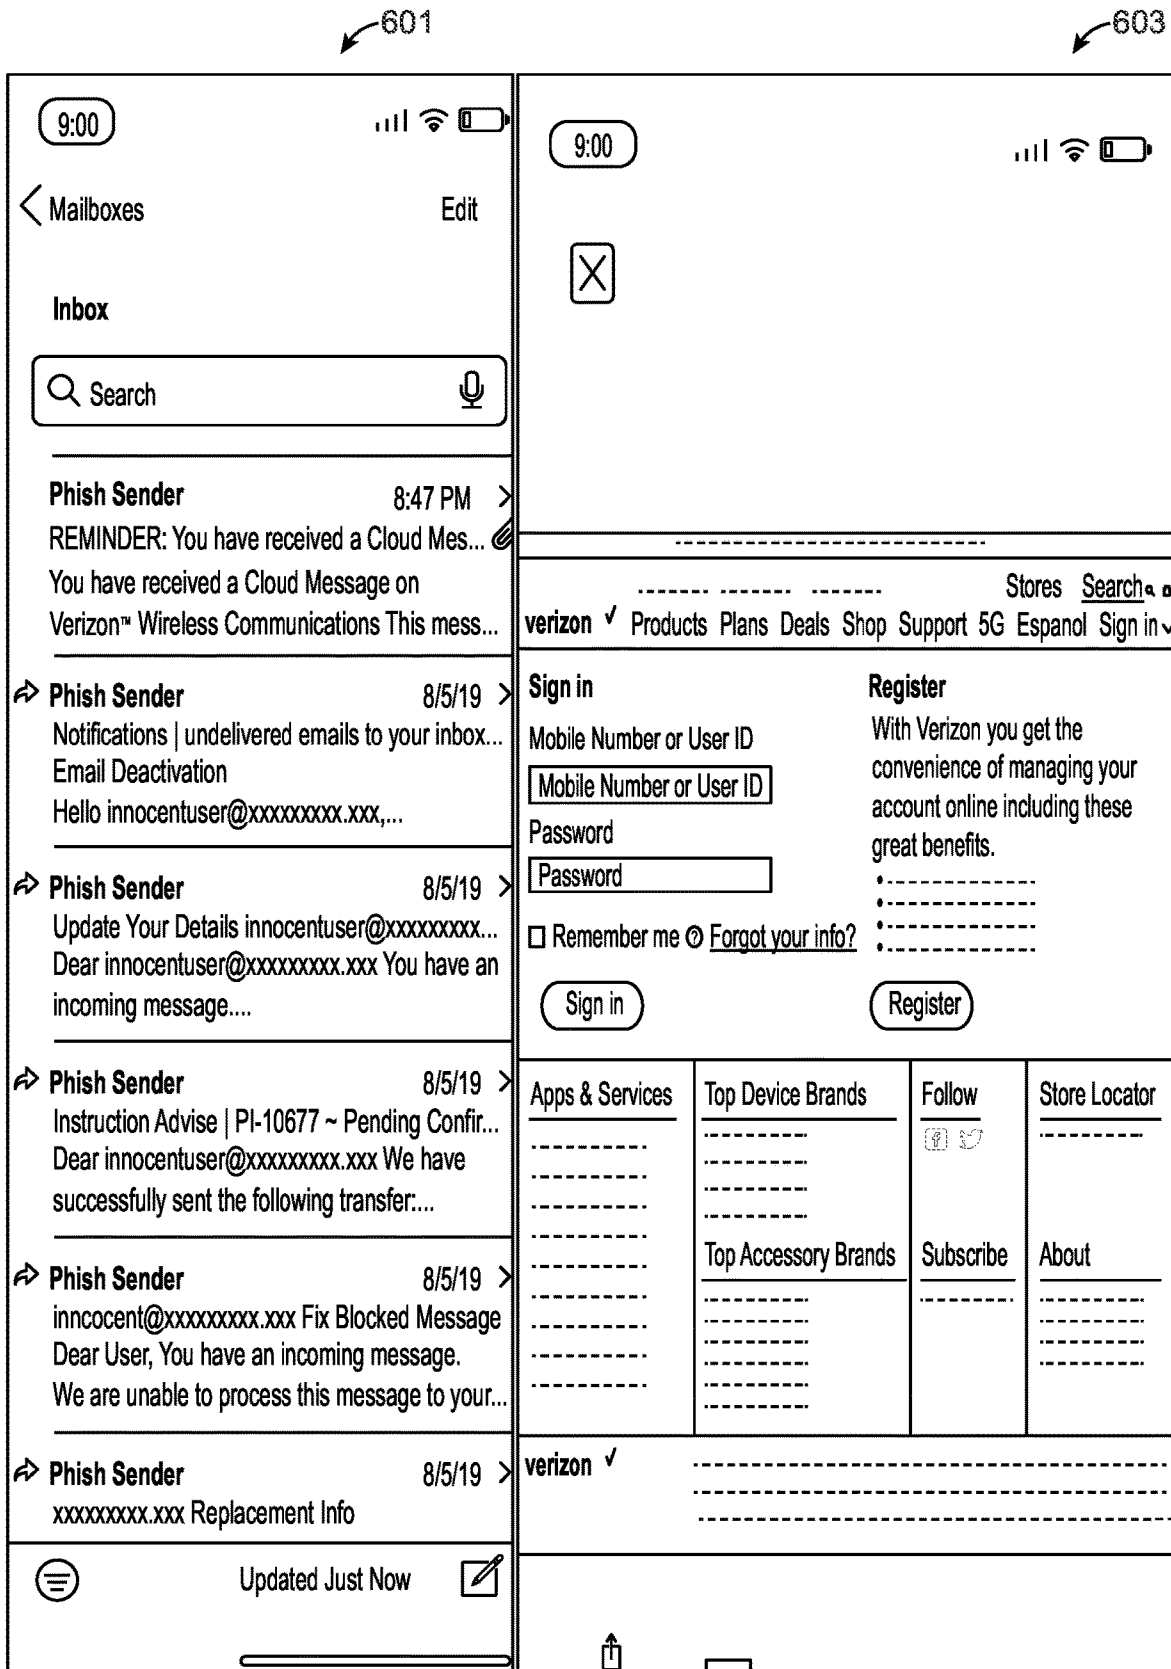 601
9:00
Mailboxes
Edit
Inbox
Search
Phish Sender 8:47 PM
REMINDER: You have received a Cloud Mes...
You have received a Cloud Message on
Verizon™ Wireless Communications This mess...
Phish Sender 8/5/19
Notifications | undelivered emails to your inbox...
Email Deactivation
Hello innocentuser@xxxxxxxxx.xxx,...
Phish Sender 8/5/19
Update Your Details innocentuser@xxxxxxxxx...
Dear innocentuser@xxxxxxxxx.xxx You have an
incoming message....
Phish Sender 8/5/19
Instruction Advise | PI-10677 ~ Pending Confir...
Dear innocentuser@xxxxxxxxx.xxx We have
successfully sent the following transfer:...
Phish Sender 8/5/19
inncocent@xxxxxxxxx.xxx Fix Blocked Message
Dear User, You have an incoming message.
We are unable to process this message to your...
Phish Sender 8/5/19
xxxxxxxxx.xxx Replacement Info
Updated Just Now
603
9:00
Stores Search
verizon ✓ Products Plans Deals Shop Support 5G Espanol Sign in
Sign in
Mobile Number or User ID
Mobile Number or User ID
Password
Password
Remember me Forgot your info?
Sign in
Register
With Verizon you get the
convenience of managing your
account online including these
great benefits.
Register
Apps & Services
Top Device Brands
Top Accessory Brands
Follow
Subscribe
Store Locator
About
verizon ✓